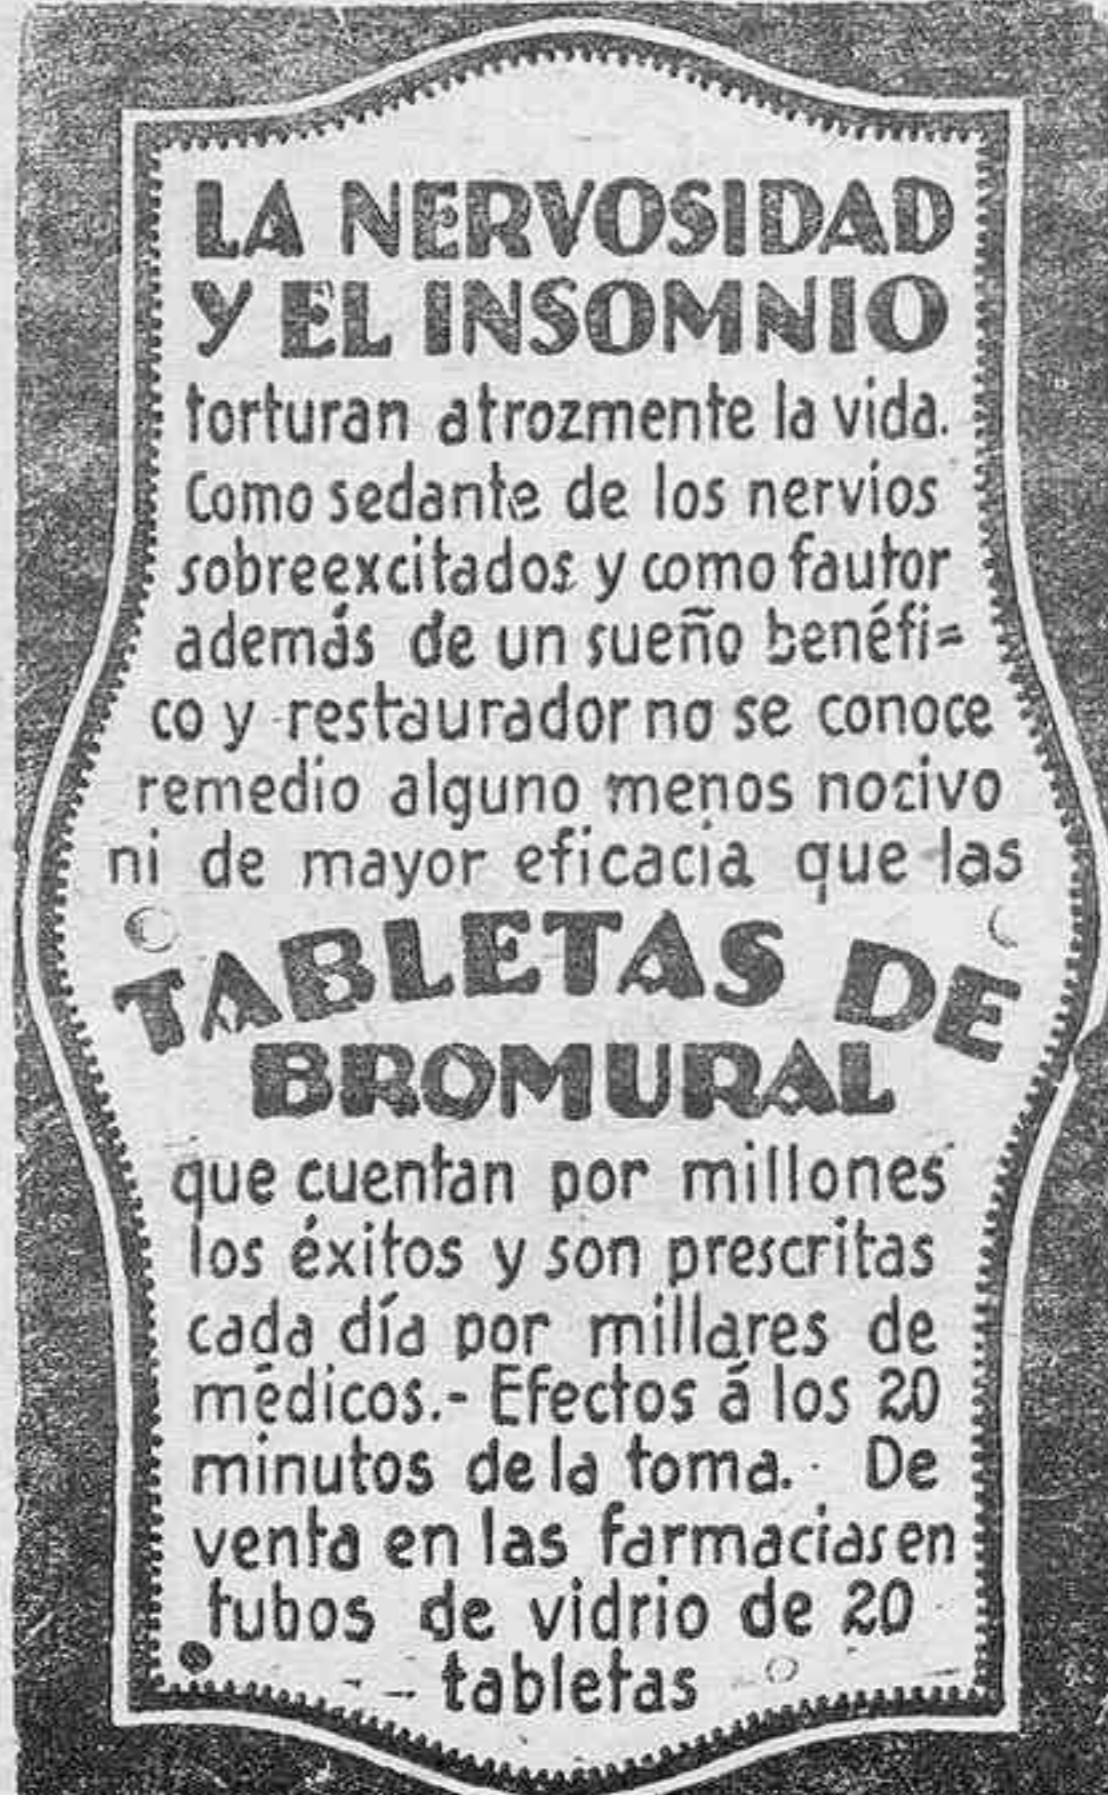 LA NERVOSIDAD
Y EL INSOMNIO
torturan atrozmente la vida.
Como sedante de los nervios
sobreexcitados y como fautor
además de un sueño benéfi=
co y restaurador no se conoce
remedio alguno menos nocivo
ni de mayor eficacia que las
TABLETAS DE
BROMURAL
que cuentan por millones
los éxitos y son prescritas
cada día por millares de
médicos.- Efectos á los 20
minutos de la toma. - De
venta en las farmacias en
tubos de vidrio de 20
tabletas